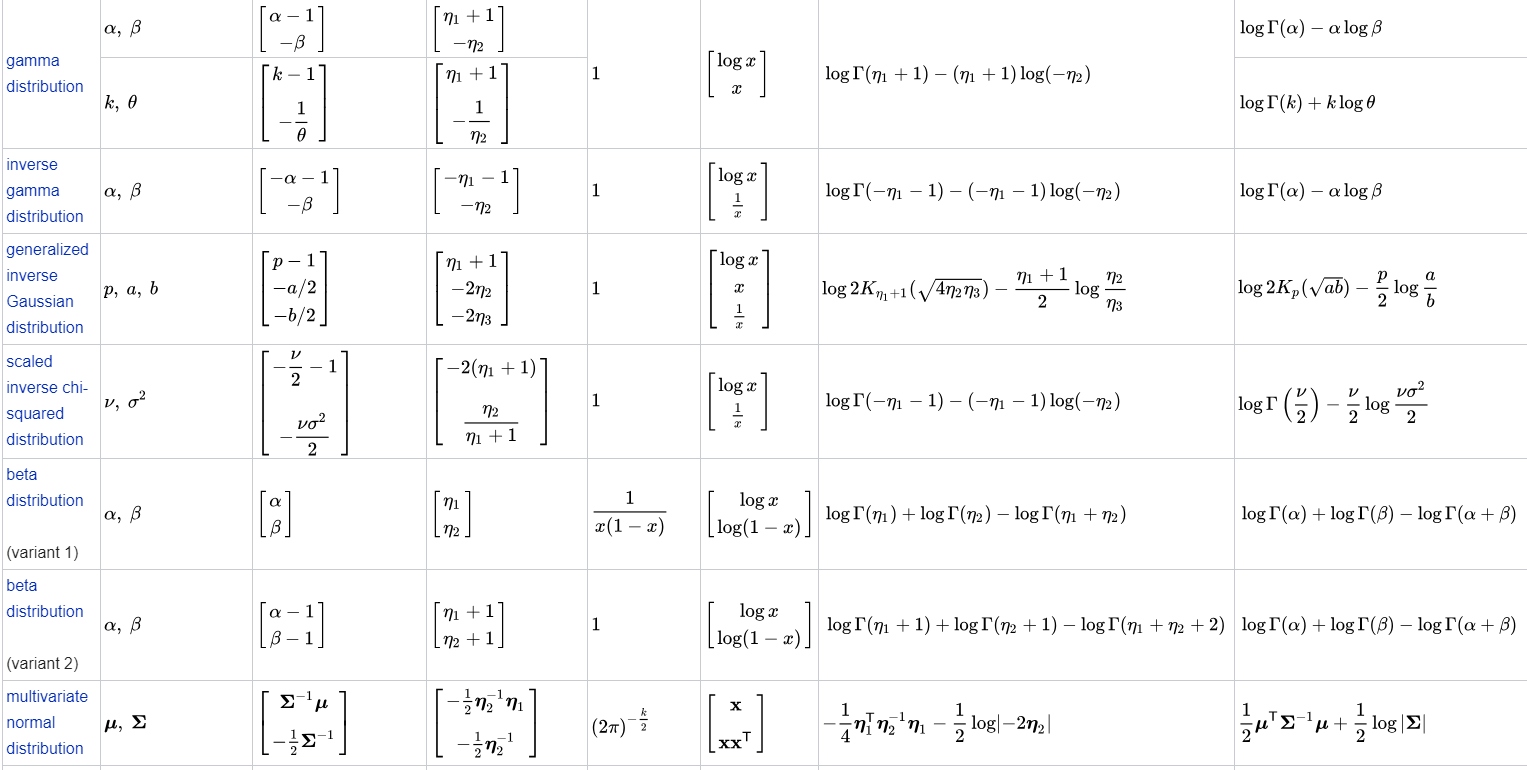 gamma distribution
α, β
[α − 1; −β]
[η₁ + 1; −η₂]
1
[log x; x]
log Γ(η₁ + 1) − (η₁ + 1) log(−η₂)
log Γ(α) − α log β
k, θ
[k − 1; −1/θ]
[η₁ + 1; −1/η₂]
log Γ(k) + k log θ
inverse gamma distribution
α, β
[−α − 1; −β]
[−η₁ − 1; −η₂]
1
[log x; 1/x]
log Γ(−η₁ − 1) − (−η₁ − 1) log(−η₂)
log Γ(α) − α log β
generalized inverse Gaussian distribution
p, a, b
[p − 1; −a/2; −b/2]
[η₁ + 1; −2η₂; −2η₃]
1
[log x; x; 1/x]
log 2K_{η₁+1}(√(4η₂η₃)) − (η₁ + 1)/2 log η₂/η₃
log 2K_p(√(ab)) − p/2 log a/b
scaled inverse chi-squared distribution
ν, σ²
[−ν/2 − 1; −νσ²/2]
[−2(η₁ + 1); η₂/(η₁ + 1)]
1
[log x; 1/x]
log Γ(−η₁ − 1) − (−η₁ − 1) log(−η₂)
log Γ(ν/2) − ν/2 log νσ²/2
beta distribution
(variant 1)
α, β
[α; β]
[η₁; η₂]
1/(x(1 − x))
[log x; log(1 − x)]
log Γ(η₁) + log Γ(η₂) − log Γ(η₁ + η₂)
log Γ(α) + log Γ(β) − log Γ(α + β)
beta distribution
(variant 2)
α, β
[α − 1; β − 1]
[η₁ + 1; η₂ + 1]
1
[log x; log(1 − x)]
log Γ(η₁ + 1) + log Γ(η₂ + 1) − log Γ(η₁ + η₂ + 2)
log Γ(α) + log Γ(β) − log Γ(α + β)
multivariate normal distribution
μ, Σ
[Σ⁻¹μ; −½Σ⁻¹]
[−½η₂⁻¹η₁; −½η₂⁻¹]
(2π)^{−k/2}
[x; xxᵀ]
−¼η₁ᵀη₂⁻¹η₁ − ½ log|−2η₂|
½μᵀΣ⁻¹μ + ½ log|Σ|